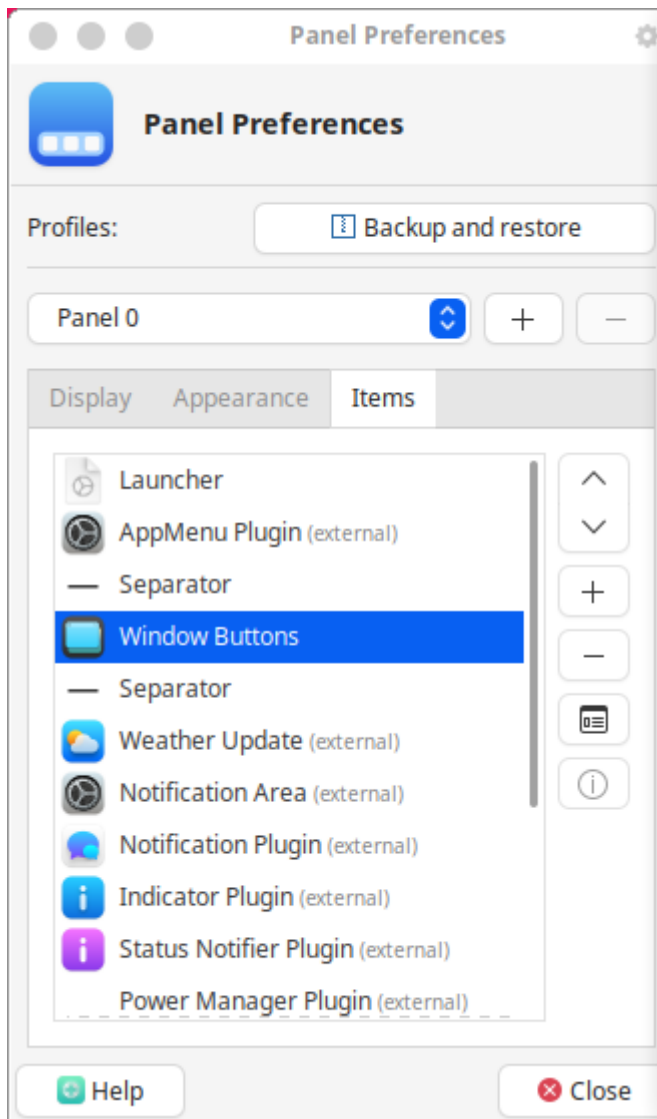 Panel Preferences
Panel Preferences
Profiles:
Backup and restore
Panel 0
Display Appearance Items
Launcher
AppMenu Plugin (external)
Separator
Window Buttons
Separator
Weather Update (external)
Notification Area (external)
Notification Plugin (external)
Indicator Plugin (external)
Status Notifier Plugin (external)
Power Manager Plugin (external)
Help Close